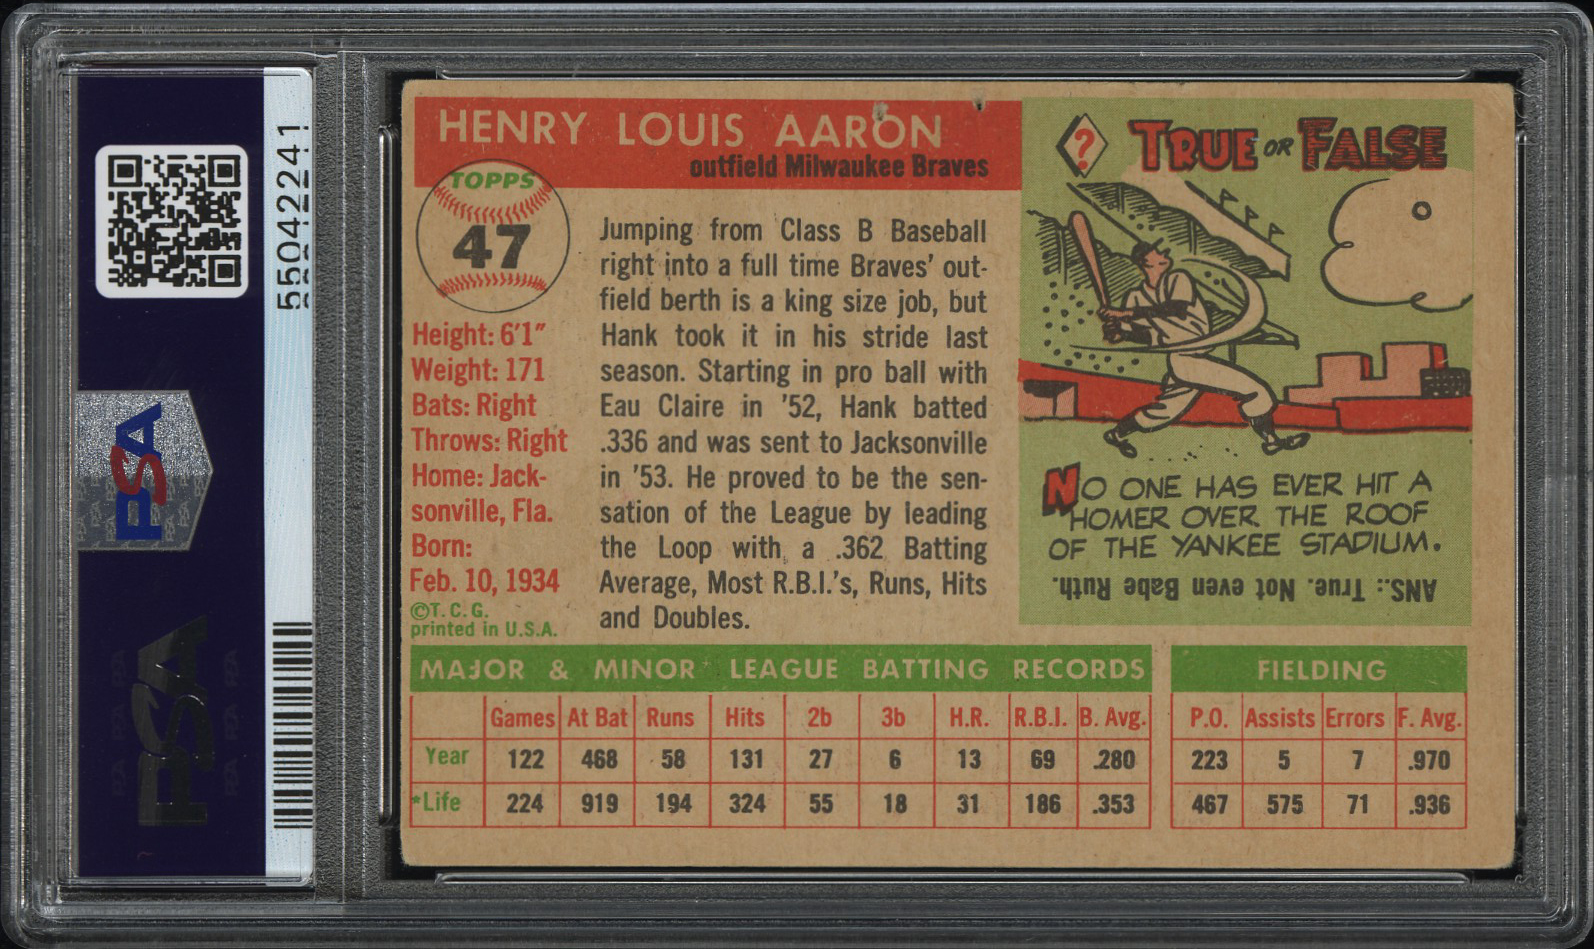 55042241
PSA
PSA
HENRY LOUIS AARON
outfield Milwaukee Braves
TOPPS
47
Height: 6'1"
Weight: 171
Bats: Right
Throws: Right
Home: Jack-
sonville, Fla.
Born:
Feb. 10, 1934
©T. C. G.
printed in U.S.A.
Jumping from Class B Baseball
right into a full time Braves' out-
field berth is a king size job, but
Hank took it in his stride last
season. Starting in pro ball with
Eau Claire in '52, Hank batted
.336 and was sent to Jacksonville
in '53. He proved to be the sen-
sation of the League by leading
the Loop with a .362 Batting
Average, Most R.B.I.'s, Runs, Hits
and Doubles.
? TRUE OR FALSE
NO ONE HAS EVER HIT A
HOMER OVER THE ROOF
OF THE YANKEE STADIUM.
ANS.: True. Not even Babe Ruth.
MAJOR & MINOR LEAGUE BATTING RECORDS
Games At Bat Runs Hits 2b 3b H.R. R.B.I. B. Avg.
Year 122 468 58 131 27 6 13 69 .280
*Life 224 919 194 324 55 18 31 186 .353
FIELDING
P.O. Assists Errors F. Avg.
223 5 7 .970
467 575 71 .936